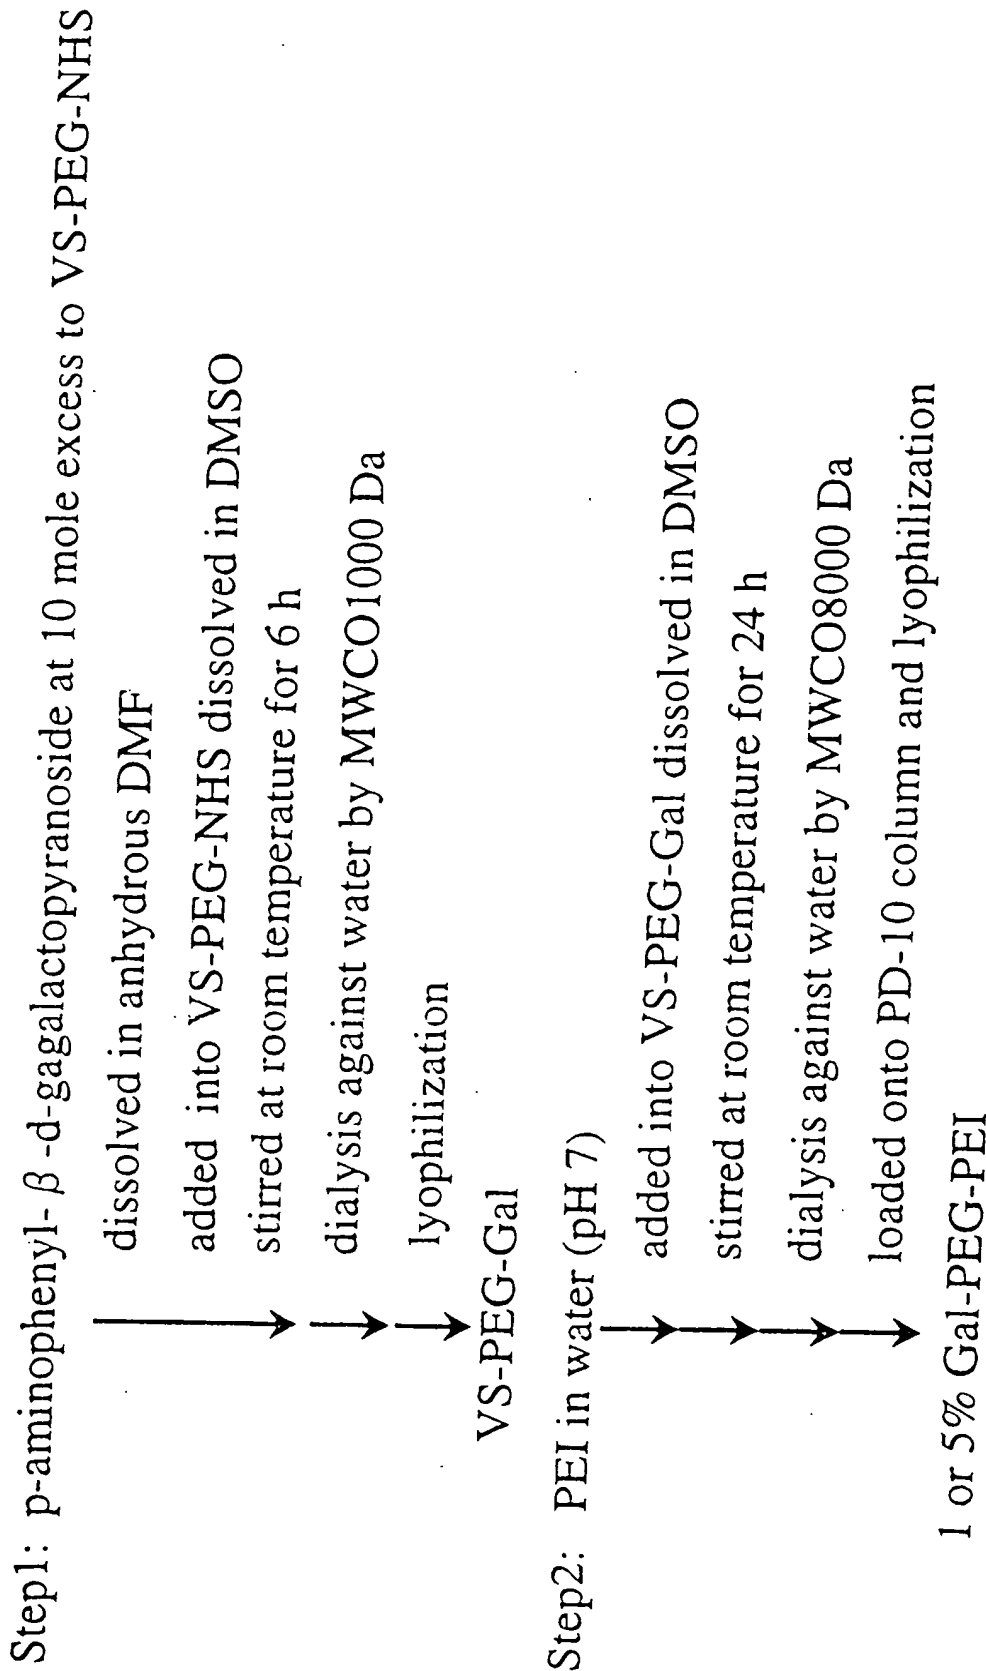 Step1: p-aminophenyl-β-d-gagalactopyranoside at 10 mole excess to VS-PEG-NHS
dissolved in anhydrous DMF
added into VS-PEG-NHS dissolved in DMSO
stirred at room temperature for 6 h
dialysis against water by MWCO1000 Da
lyophilization
VS-PEG-Gal
Step2: PEI in water (pH 7)
added into VS-PEG-Gal dissolved in DMSO
stirred at room temperature for 24 h
dialysis against water by MWCO8000 Da
loaded onto PD-10 column and lyophilization
1 or 5% Gal-PEG-PEI